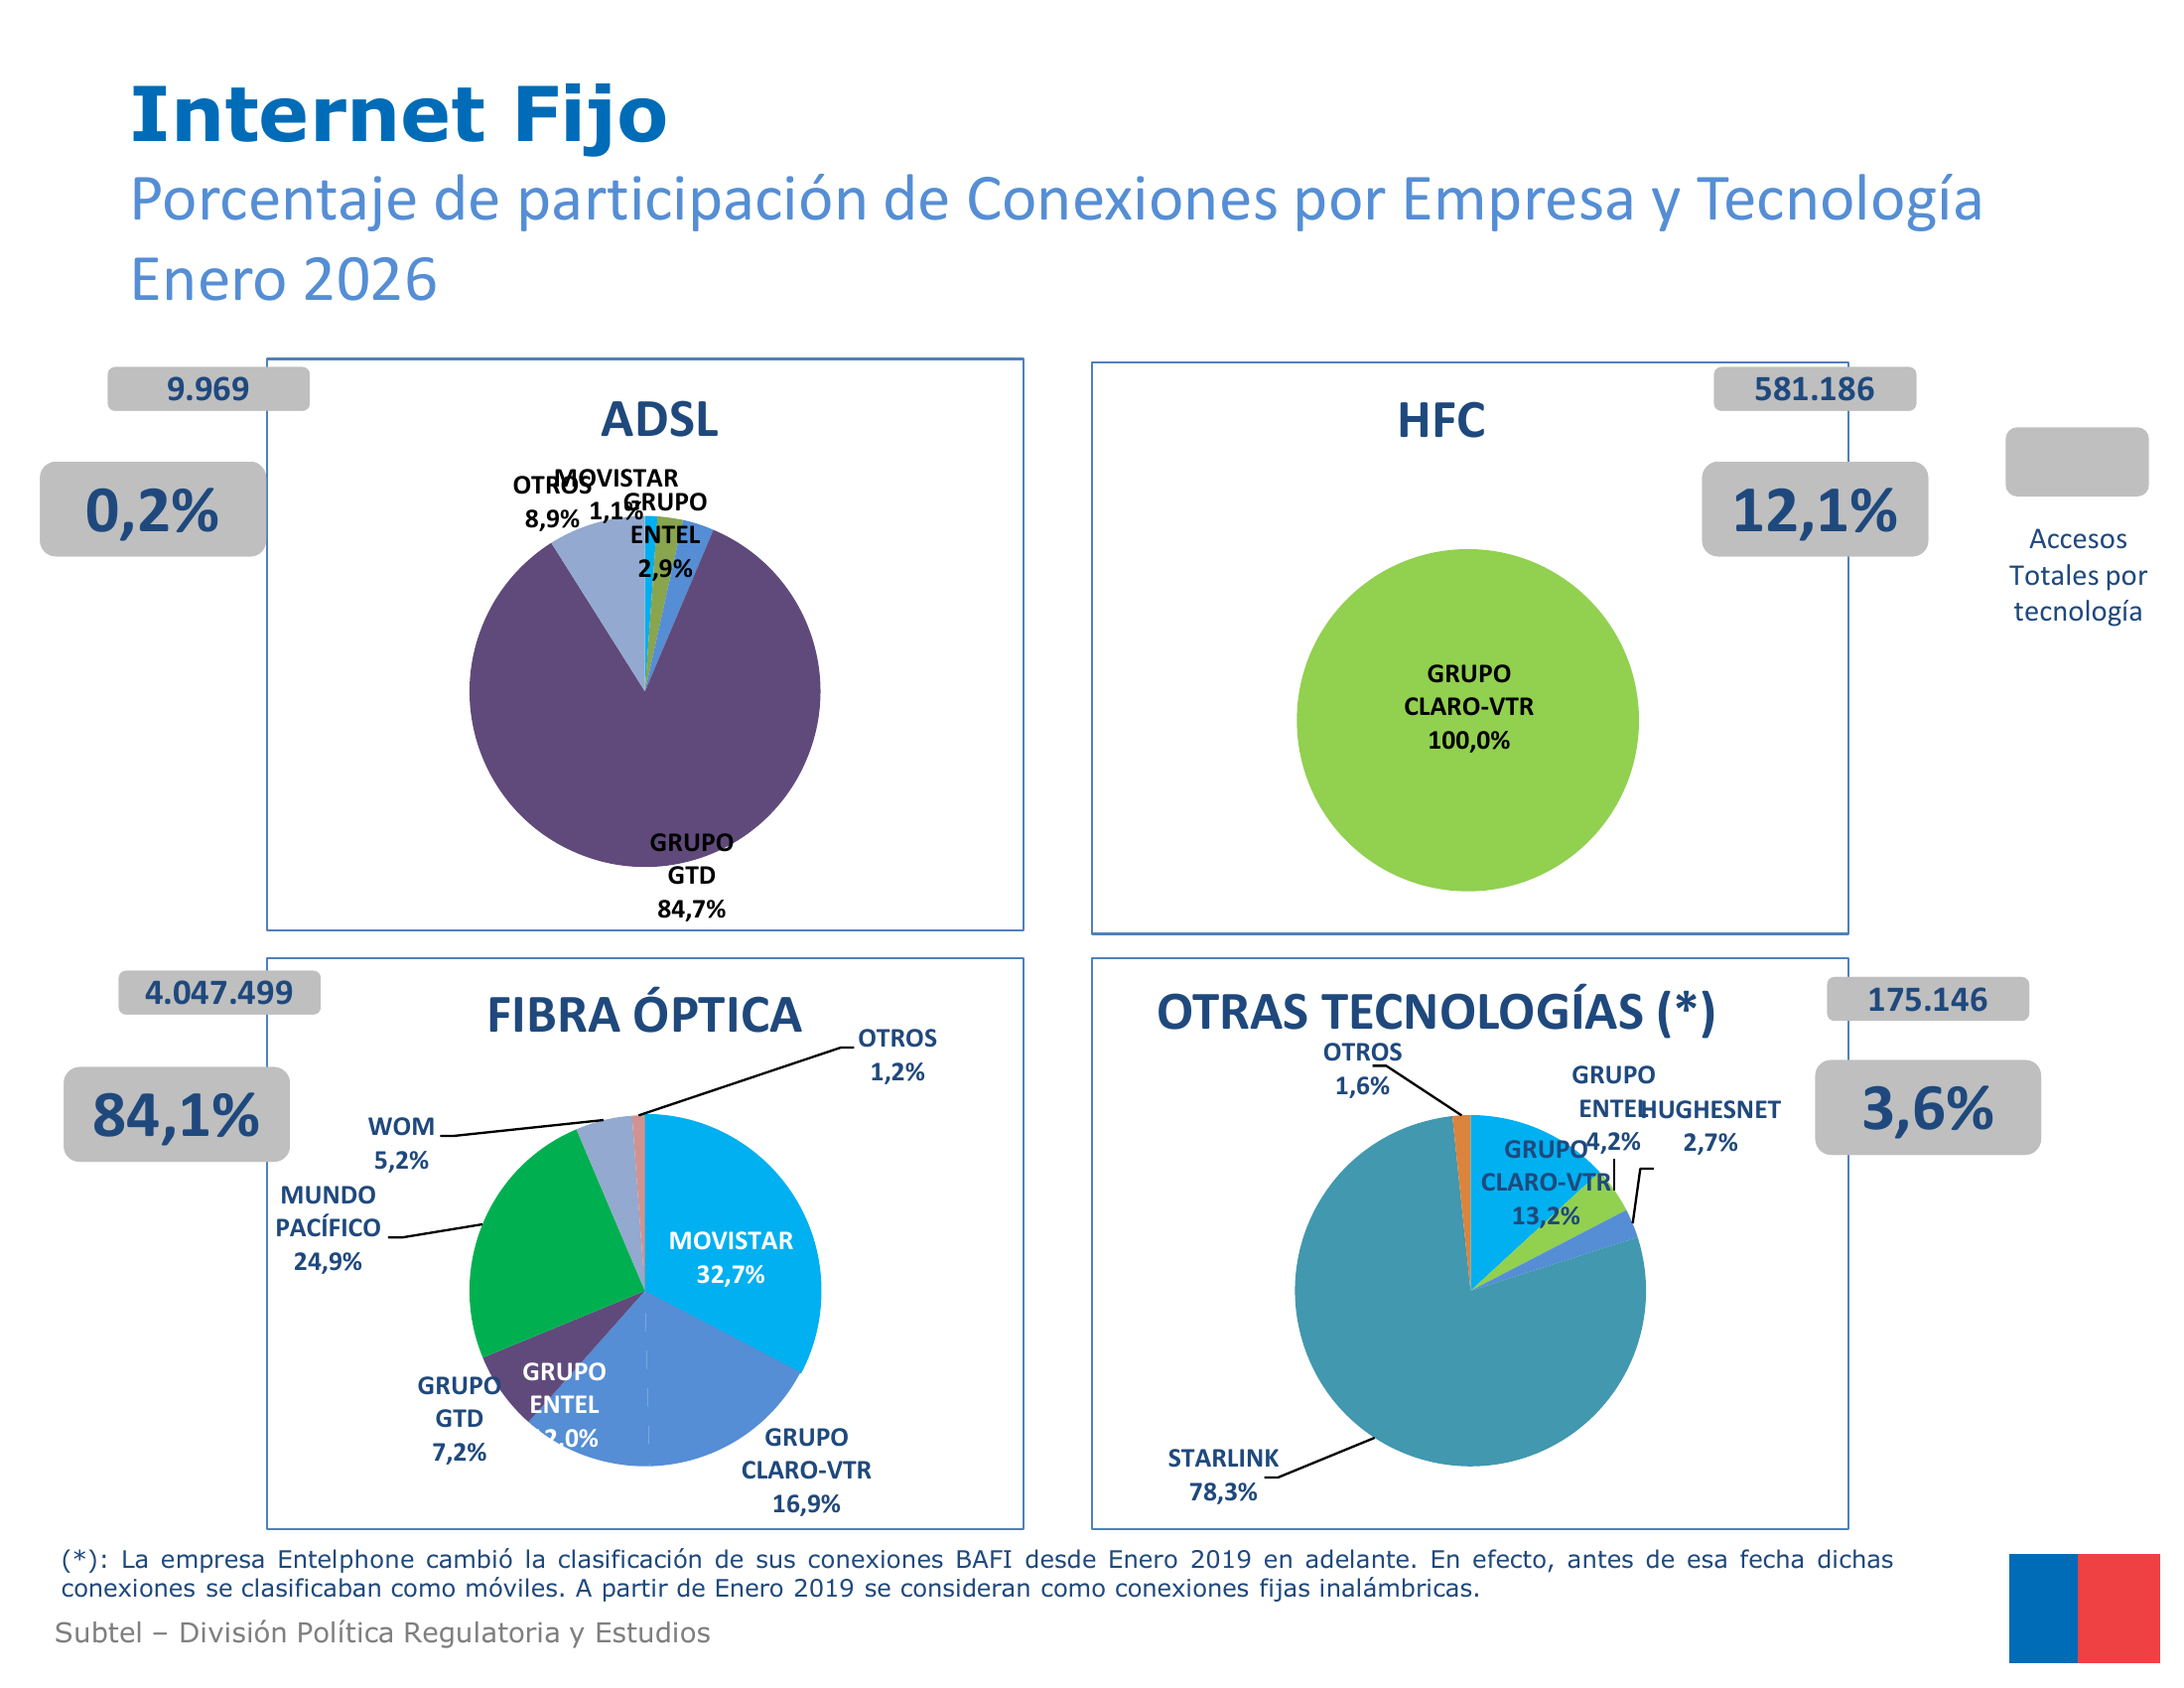 Internet Fijo
Porcentaje de participación de Conexiones por Empresa y Tecnología
Enero 2026
9.969
0,2%
ADSL
OTROS
8,9%
MOVISTAR
1,1%
GRUPO
ENTEL
2,9%
GRUPO
GTD
84,7%
HFC
581.186
12,1%
GRUPO
CLARO-VTR
100,0%
Accesos
Totales por
tecnología
4.047.499
84,1%
FIBRA ÓPTICA
OTROS
1,2%
WOM
5,2%
MUNDO
PACÍFICO
24,9%
MOVISTAR
32,7%
GRUPO
GTD
7,2%
GRUPO
ENTEL
12,0%
GRUPO
CLARO-VTR
16,9%
OTRAS TECNOLOGÍAS (*)
175.146
3,6%
OTROS
1,6%
GRUPO
ENTEL
4,2%
HUGHESNET
2,7%
GRUPO
CLARO-VTR
13,2%
STARLINK
78,3%
(*): La empresa Entelphone cambió la clasificación de sus conexiones BAFI desde Enero 2019 en adelante. En efecto, antes de esa fecha dichas
conexiones se clasificaban como móviles. A partir de Enero 2019 se consideran como conexiones fijas inalámbricas.
Subtel – División Política Regulatoria y Estudios